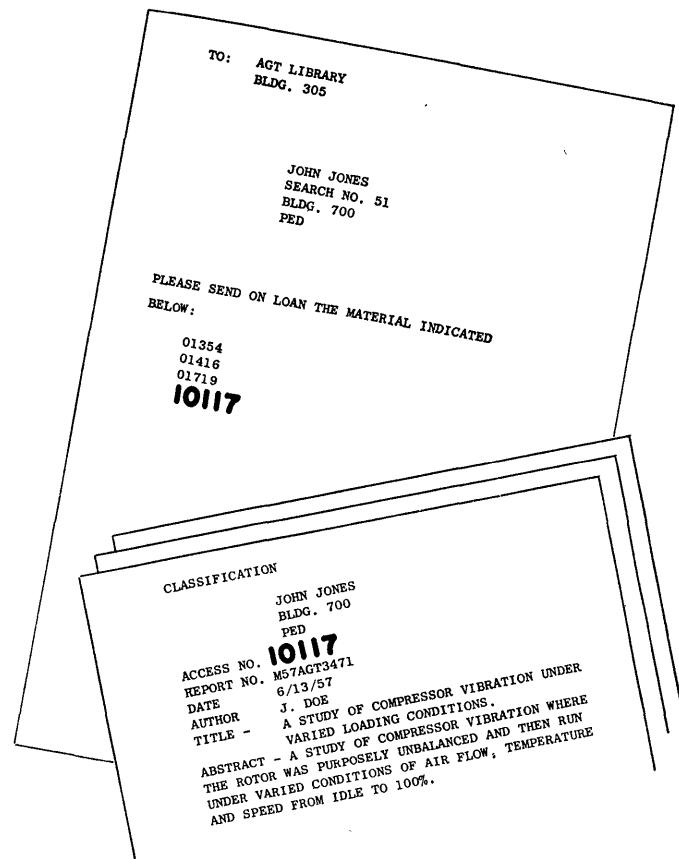 TO: AGT LIBRARY
BLDG. 305
JOHN JONES
SEARCH NO. 51
BLDG. 700
PED
PLEASE SEND ON LOAN THE MATERIAL INDICATED
BELOW:
01354
01416
01719
10117
CLASSIFICATION
JOHN JONES
BLDG. 700
PED
ACCESS NO. 10117
REPORT NO. M57AGT3471
DATE 6/13/57
AUTHOR J. DOE
TITLE - A STUDY OF COMPRESSOR VIBRATION UNDER
VARIED LOADING CONDITIONS.
ABSTRACT - A STUDY OF COMPRESSOR VIBRATION WHERE
THE ROTOR WAS PURPOSELY UNBALANCED AND THEN RUN
UNDER VARIED CONDITIONS OF AIR FLOW, TEMPERATURE
AND SPEED FROM IDLE TO 100%.